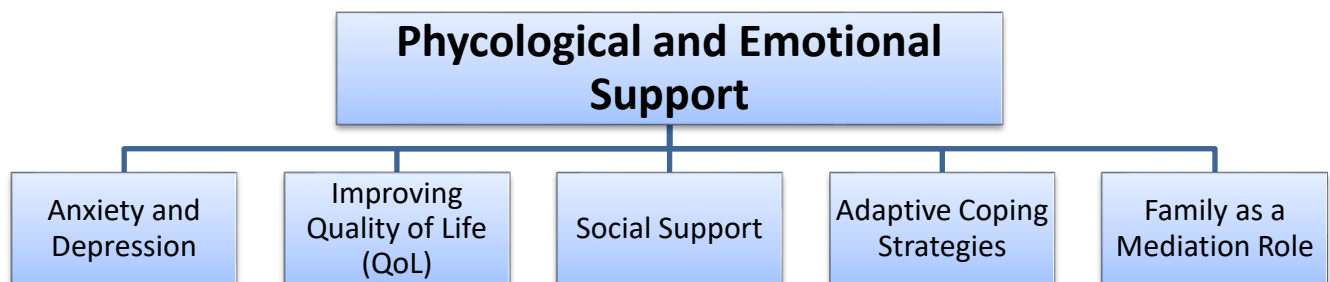 Phycological and Emotional
Support
Anxiety and
Depression
Improving
Quality of Life
(QoL)
Social Support
Adaptive Coping
Strategies
Family as a
Mediation Role